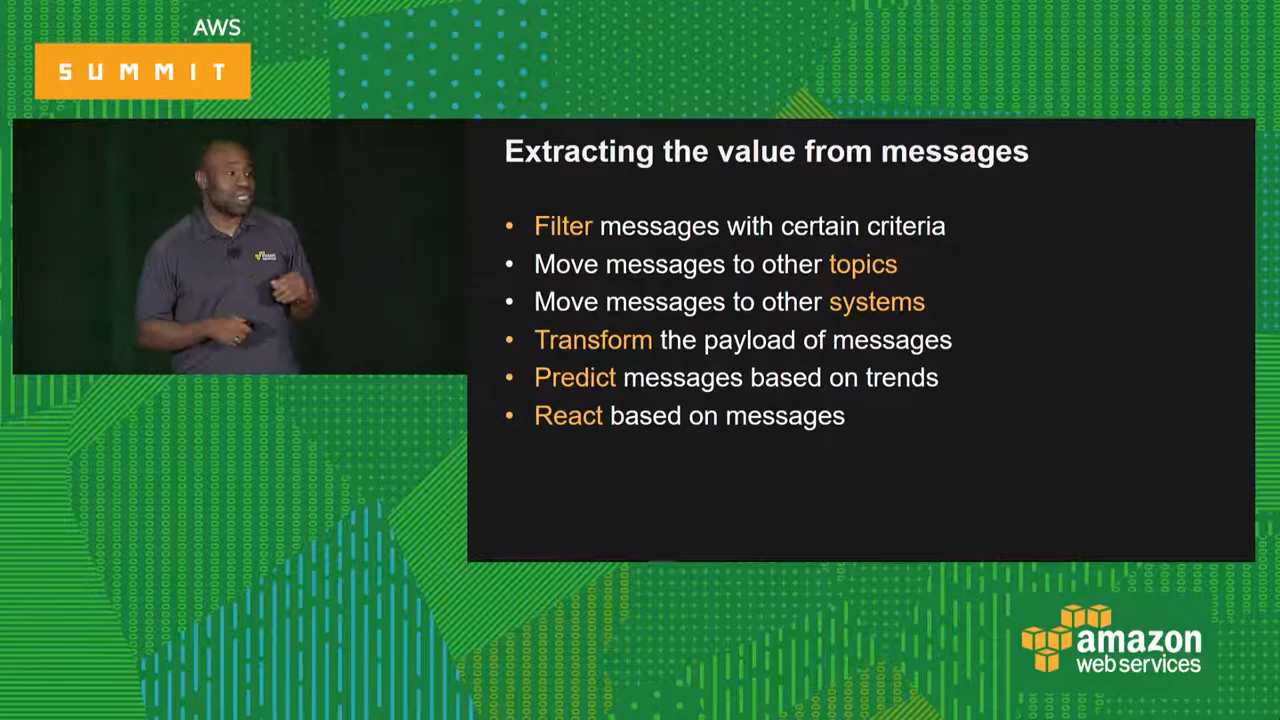 AWS
SUMMIT
Extracting the value from messages
• Filter messages with certain criteria
• Move messages to other topics
• Move messages to other systems
• Transform the payload of messages
• Predict messages based on trends
• React based on messages
amazon
web services